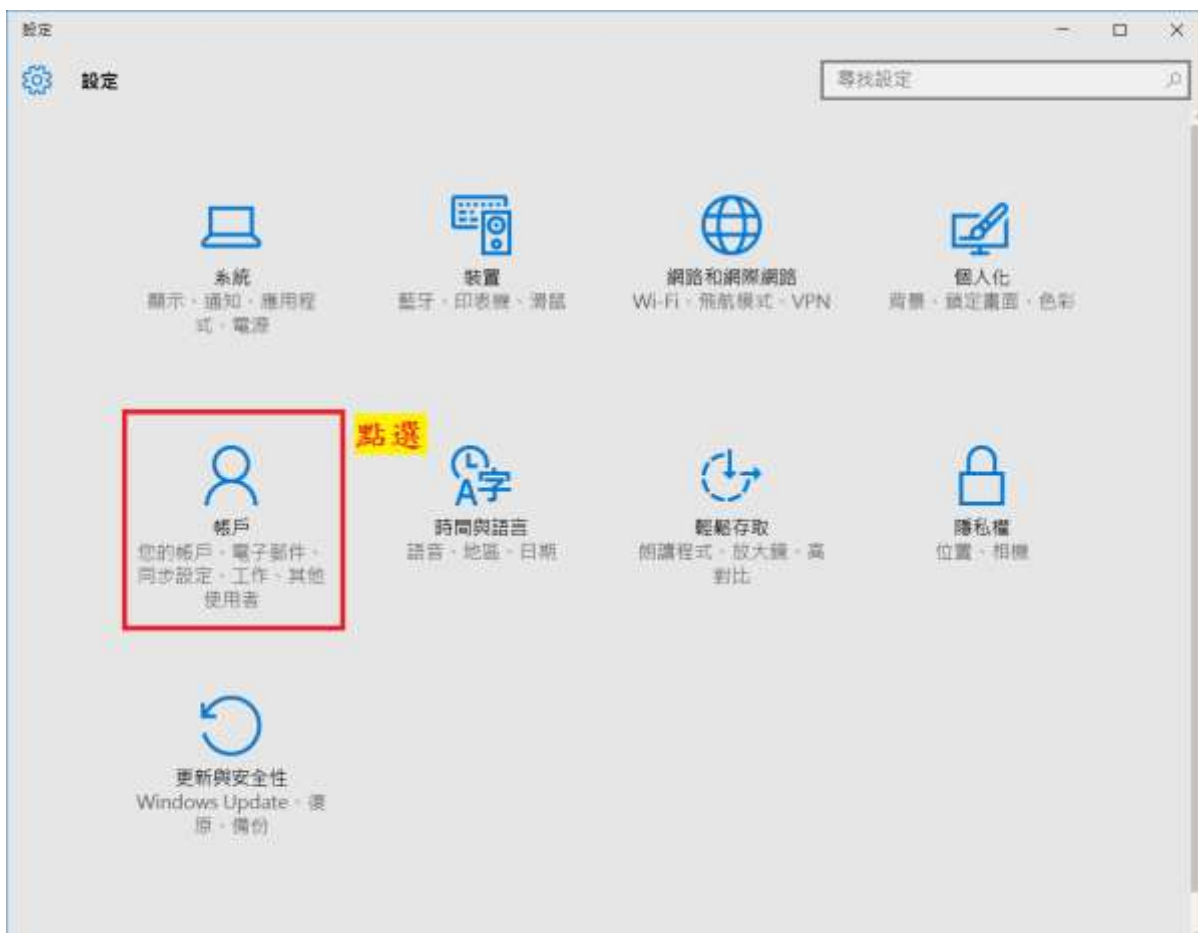 設定
設定
尋找設定
系統
顯示、通知、應用程
式、電源
裝置
藍牙、印表機、滑鼠
網路和網際網路
Wi-Fi、飛航模式、VPN
個人化
背景、鎖定畫面、色彩
帳戶
您的帳戶、電子郵件、
同步設定、工作、其他
使用者
點選
時間與語言
語音、地區、日期
輕鬆存取
朗讀程式、放大鏡、高
對比
隱私權
位置、相機
更新與安全性
Windows Update、復
原、備份